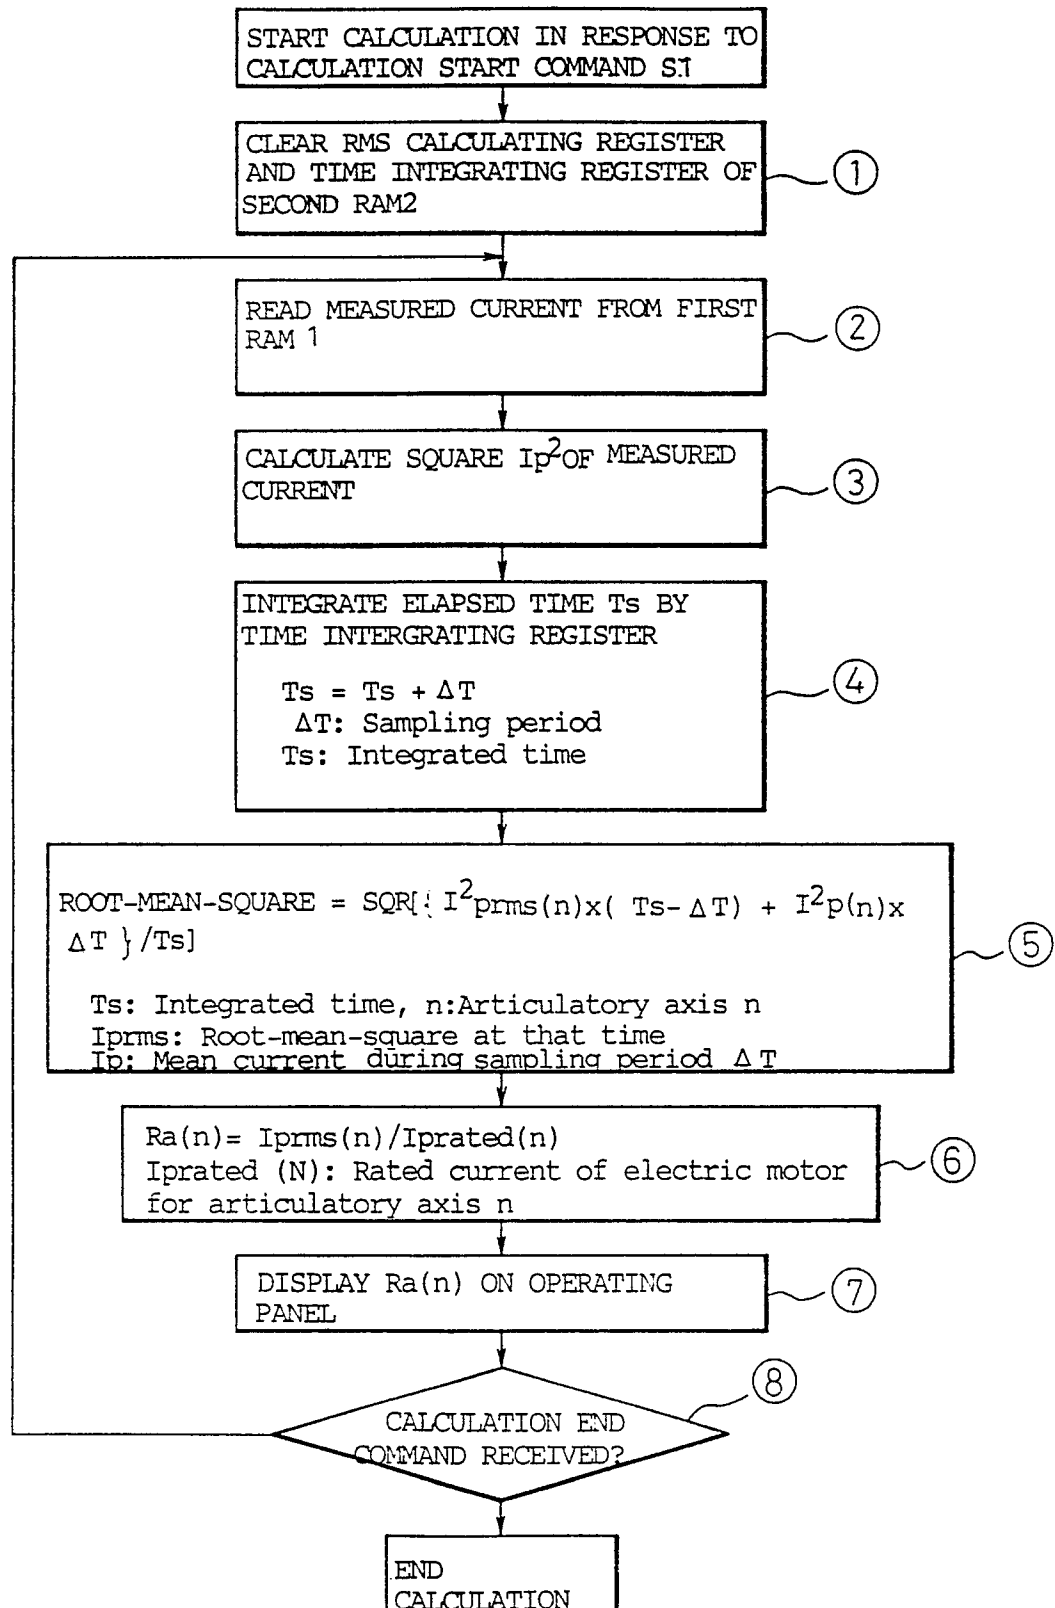 START CALCULATION IN RESPONSE TO
CALCULATION START COMMAND S1
CLEAR RMS CALCULATING REGISTER
AND TIME INTEGRATING REGISTER OF
SECOND RAM2
①
READ MEASURED CURRENT FROM FIRST
RAM 1
②
CALCULATE SQUARE Ip² OF MEASURED
CURRENT
③
INTEGRATE ELAPSED TIME Ts BY
TIME INTERGRATING REGISTER
Ts = Ts + ΔT
ΔT: Sampling period
Ts: Integrated time
④
ROOT-MEAN-SQUARE = SQR[{ I²prms(n)x( Ts-ΔT) + I²p(n)x
ΔT }/Ts]
Ts: Integrated time, n:Articulatory axis n
Iprms: Root-mean-square at that time
Ip: Mean current during sampling period ΔT
⑤
Ra(n)= Iprms(n)/Iprated(n)
Iprated (N): Rated current of electric motor
for articulatory axis n
⑥
DISPLAY Ra(n) ON OPERATING
PANEL
⑦
CALCULATION END
COMMAND RECEIVED?
⑧
END
CALCULATION